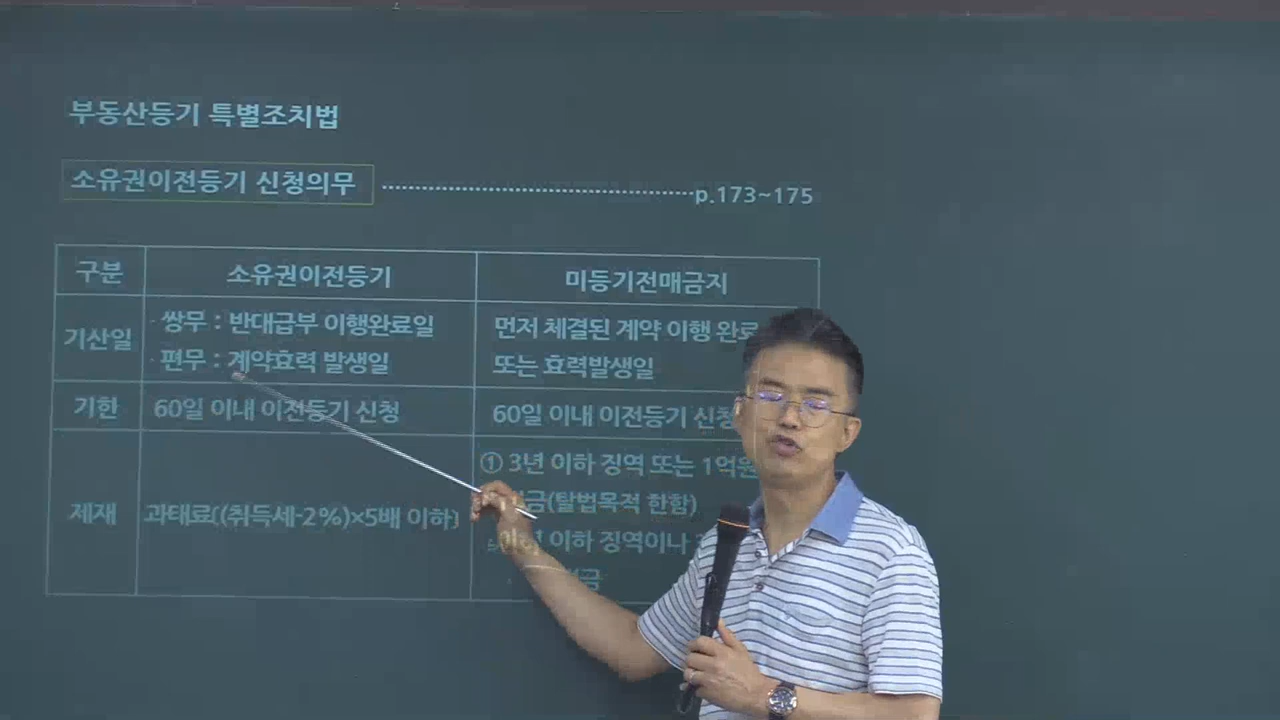 부동산등기 특별조치법
소유권이전등기 신청의무 p.173~175
구분 소유권이전등기 미등기전매금지
기산일
· 쌍무 : 반대급부 이행완료일
· 편무 : 계약효력 발생일
먼저 체결된 계약 이행 완료
또는 효력발생일
기한 60일 이내 이전등기 신청 60일 이내 이전등기 신청
제재 과태료((취득세-2%)×5배 이하)
① 3년 이하 징역 또는 1억원
금(탈법목적 한함)
이하 징역이나
금